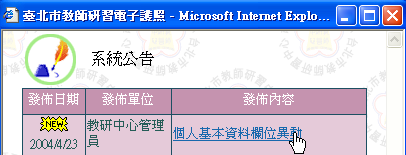 臺北市教師研習電子護照 - Microsoft Internet Explo...
系統公告
發佈日期 發佈單位 發佈內容
NEW 教研中心管理員 個人基本資料欄位異動
2004/4/23